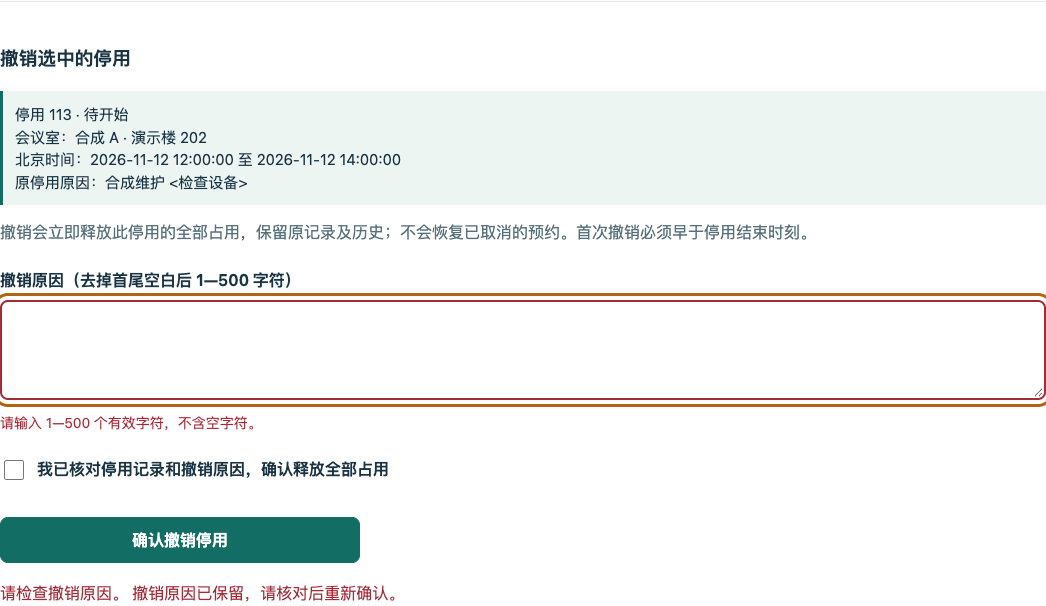 撤销选中的停用
停用 113 · 待开始
会议室：合成 A · 演示楼 202
北京时间：2026-11-12 12:00:00 至 2026-11-12 14:00:00
原停用原因：合成维护 <检查设备>
撤销会立即释放此停用的全部占用，保留原记录及历史；不会恢复已取消的预约。首次撤销必须早于停用结束时刻。
撤销原因（去掉首尾空白后 1—500 字符）
请输入 1—500 个有效字符，不含空字符。
我已核对停用记录和撤销原因，确认释放全部占用
确认撤销停用
请检查撤销原因。 撤销原因已保留，请核对后重新确认。